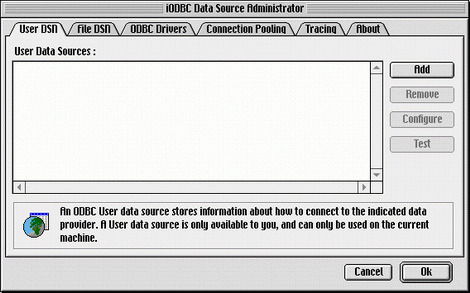 iODBC Data Source Administrator
User DSN File DSN ODBC Drivers Connection Pooling Tracing About
User Data Sources :
Add
Remove
Configure
Test
An ODBC User data source stores information about how to connect to the indicated data
provider. A User data source is only available to you, and can only be used on the current
machine.
Cancel Ok